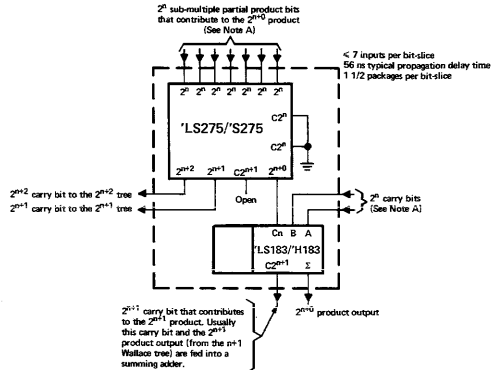 2ⁿ sub-multiple partial product bits
that contribute to the 2ⁿ⁺⁰ product
(See Note A)
< 7 inputs per bit-slice
56 ns typical propagation delay time
1 1/2 packages per bit-slice
2ⁿ 2ⁿ 2ⁿ 2ⁿ 2ⁿ 2ⁿ 2ⁿ
'LS275/'S275
C2ⁿ
C2ⁿ
2ⁿ⁺² 2ⁿ⁺¹ C2ⁿ⁺¹ 2ⁿ⁺⁰
2ⁿ⁺² carry bit to the 2ⁿ⁺² tree
2ⁿ⁺¹ carry bit to the 2ⁿ⁺¹ tree
Open
2ⁿ carry bits
(See Note A)
Cn B A
'LS183/'H183
C2ⁿ⁺¹ Σ
2ⁿ⁺⁰ product output
2ⁿ⁺¹ carry bit that contributes
to the 2ⁿ⁺¹ product. Usually
this carry bit and the 2ⁿ⁺¹
product output (from the n+1
Wallace tree) are fed into a
summing adder.